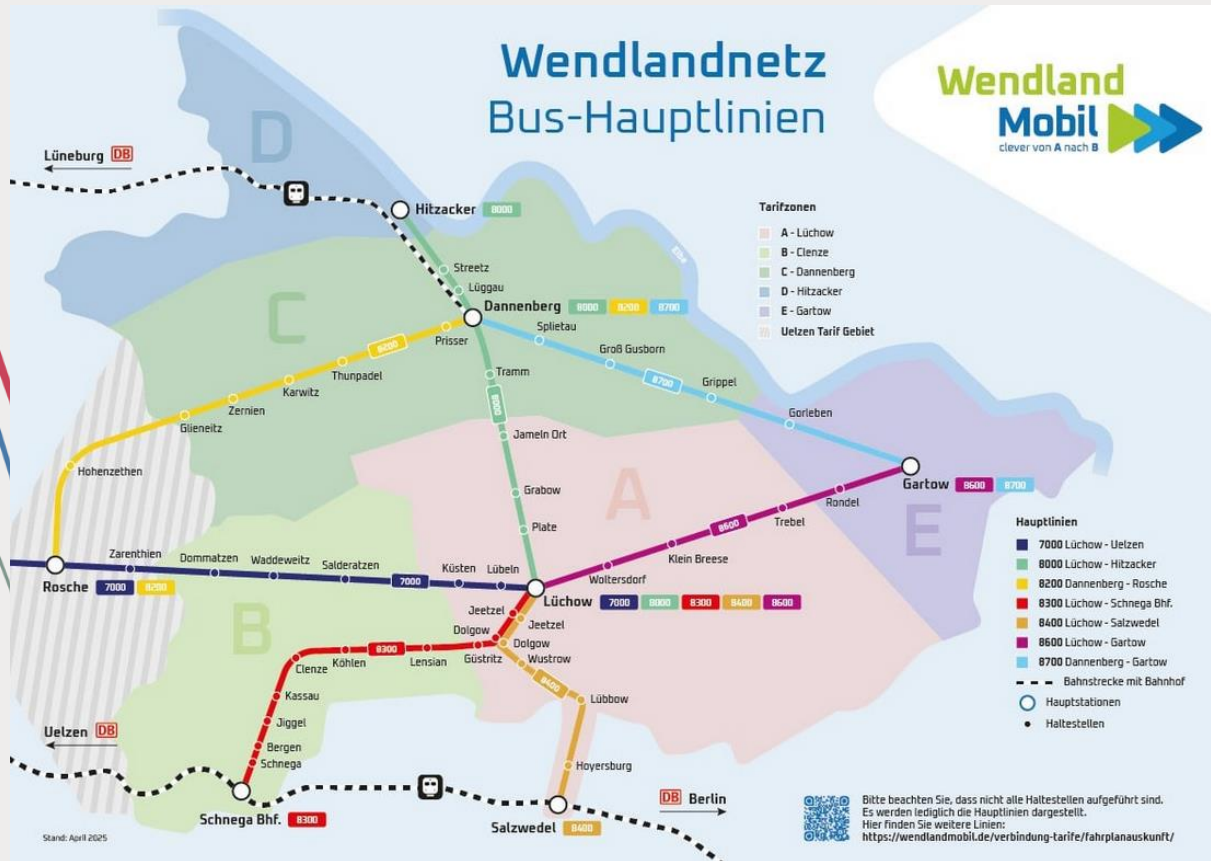 Wendlandnetz
Bus-Hauptlinien
Wendland
Mobil
clever von A nach B
Lüneburg DB
D
Hitzacker 8000
Streetz
Lüggau
Elbe
Dannenberg 8000 8200 8700
C
Prisser
8200
Thunpadel
Karwitz
Zernien
Glieneitz
Hohenzethen
Splietau
Groß Gusborn
8700
Grippel
Gorleben
Tramm
8000
Jameln Ort
Grabow
Plate
A
Gartow 8600 8700
Rondel
Trebel
8600
Klein Breese
Woltersdorf
E
Rosche 7000 8200
Zarenthien
Dommatzen
Waddeweitz
Salderatzen
7000
Küsten
Lübeln
Lüchow 7000 8000 8300 8400 8600
B
Jeetzel
Jeetzel
Dolgow
Dolgow
Güstritz
Wustrow
Lensian
8300
Köhlen
Clenze
Kassau
Jiggel
Bergen
Schnega
8400
Lübbow
Hoyersburg
Uelzen DB
Schnega Bhf. 8300
Salzwedel 8400
DB Berlin
Tarifzonen
A - Lüchow
B - Clenze
C - Dannenberg
D - Hitzacker
E - Gartow
Uelzen Tarif Gebiet
Hauptlinien
7000 Lüchow - Uelzen
8000 Lüchow - Hitzacker
8200 Dannenberg - Rosche
8300 Lüchow - Schnega Bhf.
8400 Lüchow - Salzwedel
8600 Lüchow - Gartow
8700 Dannenberg - Gartow
Bahnstrecke mit Bahnhof
Hauptstationen
Haltestellen
Bitte beachten Sie, dass nicht alle Haltestellen aufgeführt sind.
Es werden lediglich die Hauptlinien dargestellt.
Hier finden Sie weitere Linien:
https://wendlandmobil.de/verbindung-tarife/fahrplanauskunft/
Stand: April 2025